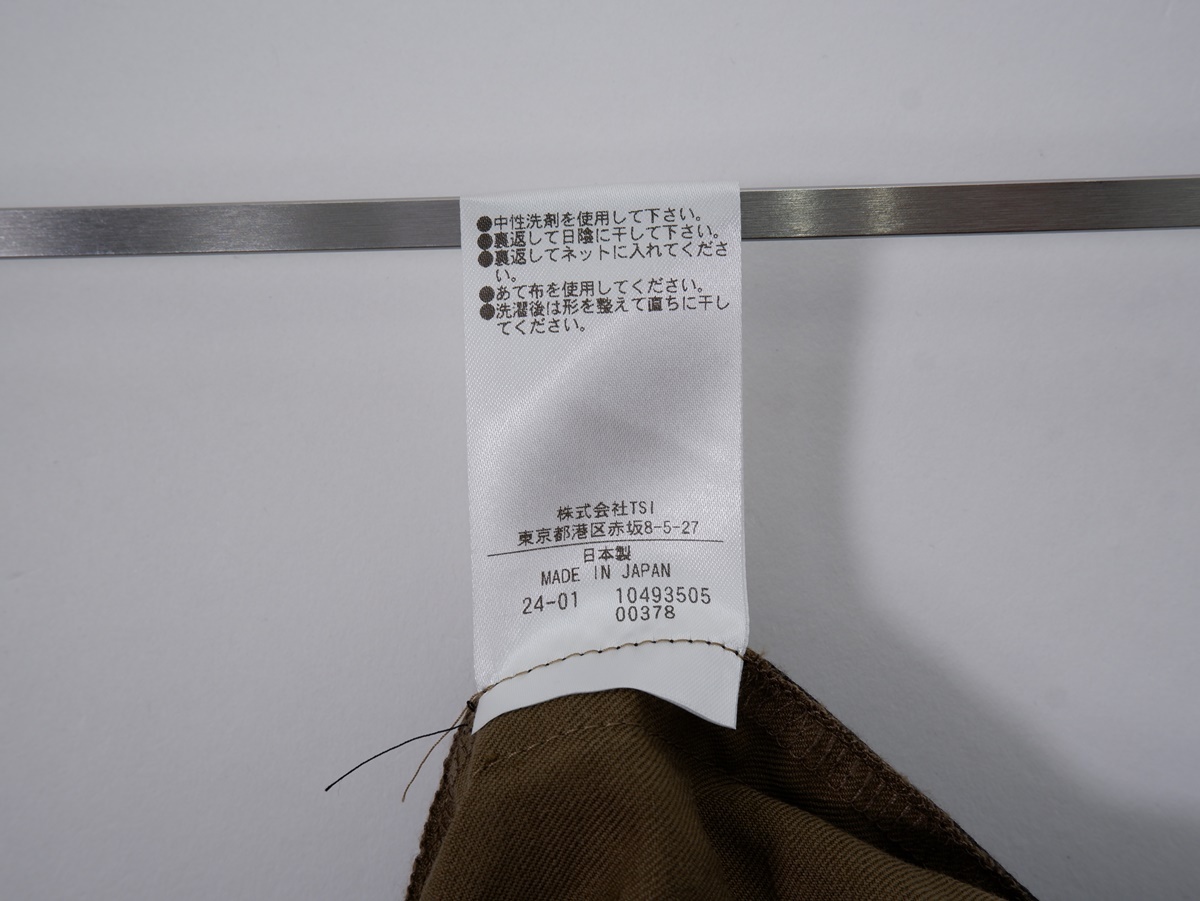 ●中性洗剤を使用して下さい。
●裏返して日陰に干して下さい。
●裏返してネットに入れてくださ
い。
●あて布を使用してください。
●洗濯後は形を整えて直ちに干し
てください。
株式会社TSI
東京都港区赤坂8-5-27
日本製
MADE IN JAPAN
24-01 10493505
00378